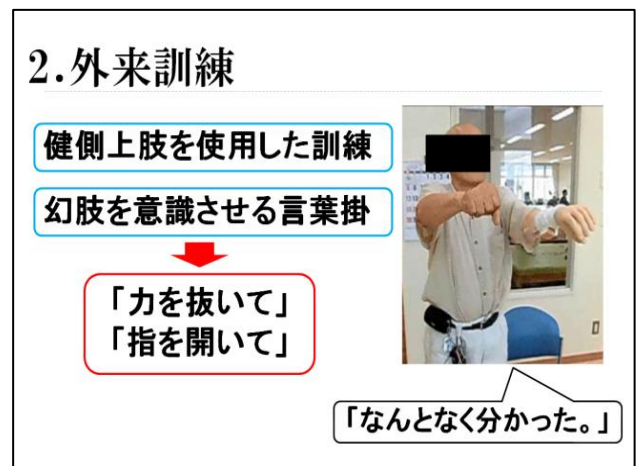 2.外来訓練
健側上肢を使用した訓練
幻肢を意識させる言葉掛
「力を抜いて」
「指を開いて」
「なんとなく分かった。」